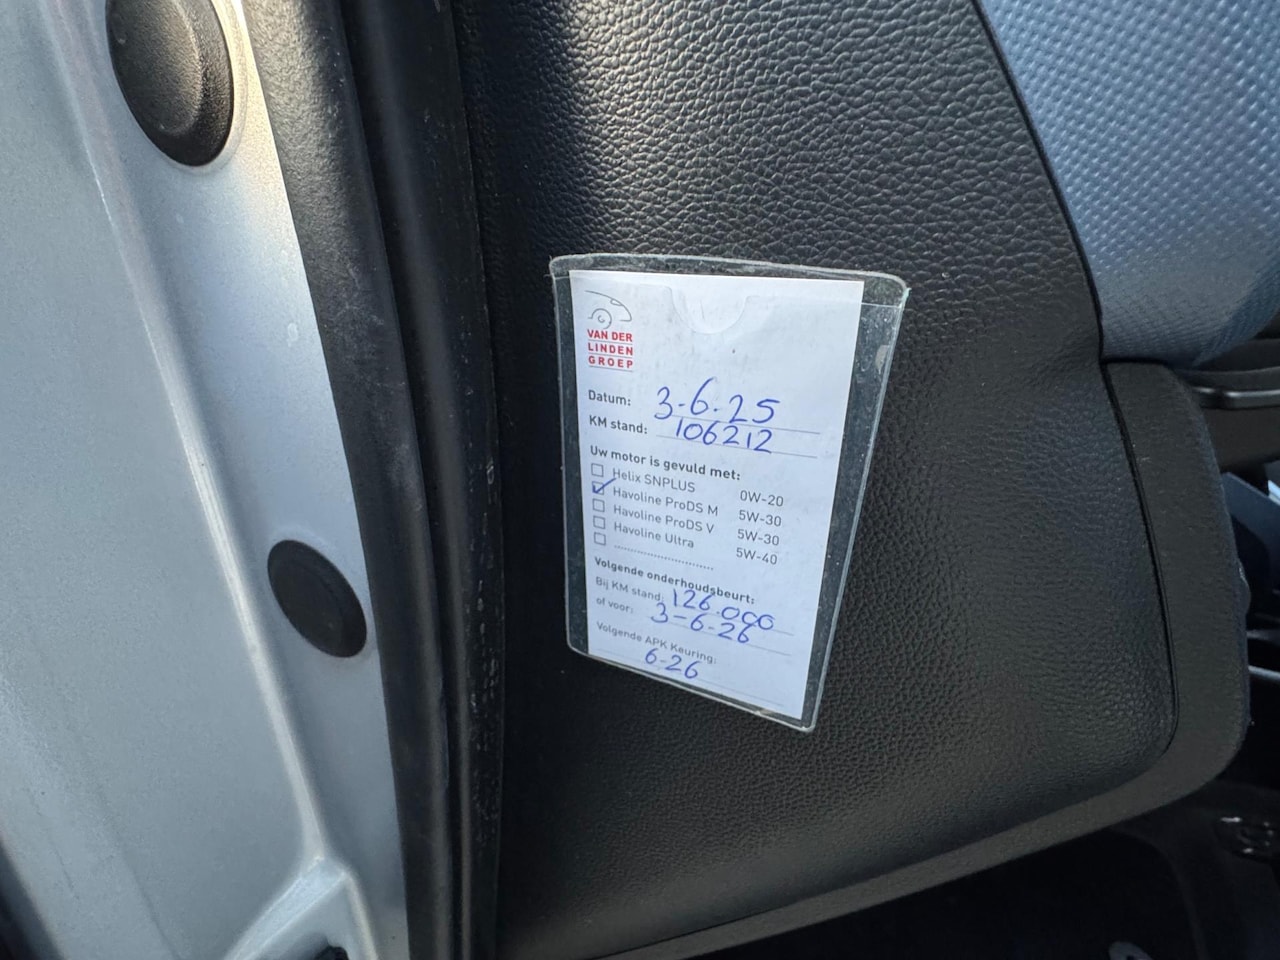 VAN DER
LINDEN
GROEP
Datum: 3-6-25
KM stand: 106212
Uw motor is gevuld met:
Helix SNPLUS 0W-20
Havoline ProDS M 5W-30
Havoline ProDS V 5W-30
Havoline Ultra 5W-40
..........................
Volgende onderhoudsbeurt:
Bij KM stand: 126.000
of voor: 3-6-26
Volgende APK Keuring:
6-26